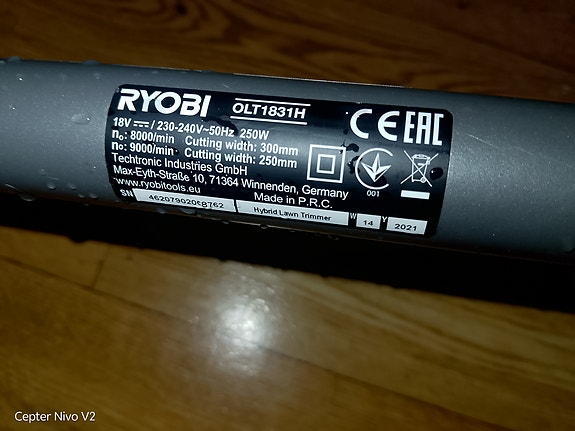 RYOBI OLT1831H
18V⎓/ 230-240V~50Hz 250W
n₀: 8000/min Cutting width: 300mm
n₀: 9000/min Cutting width: 250mm
Techtronic Industries GmbH
Max-Eyth-Straße 10, 71364 Winnenden, Germany
www.ryobitools.eu Made in P.R.C.
CE EAC
001
SN Hybrid Lawn Trimmer W 14 Y 2021
Cepter Nivo V2